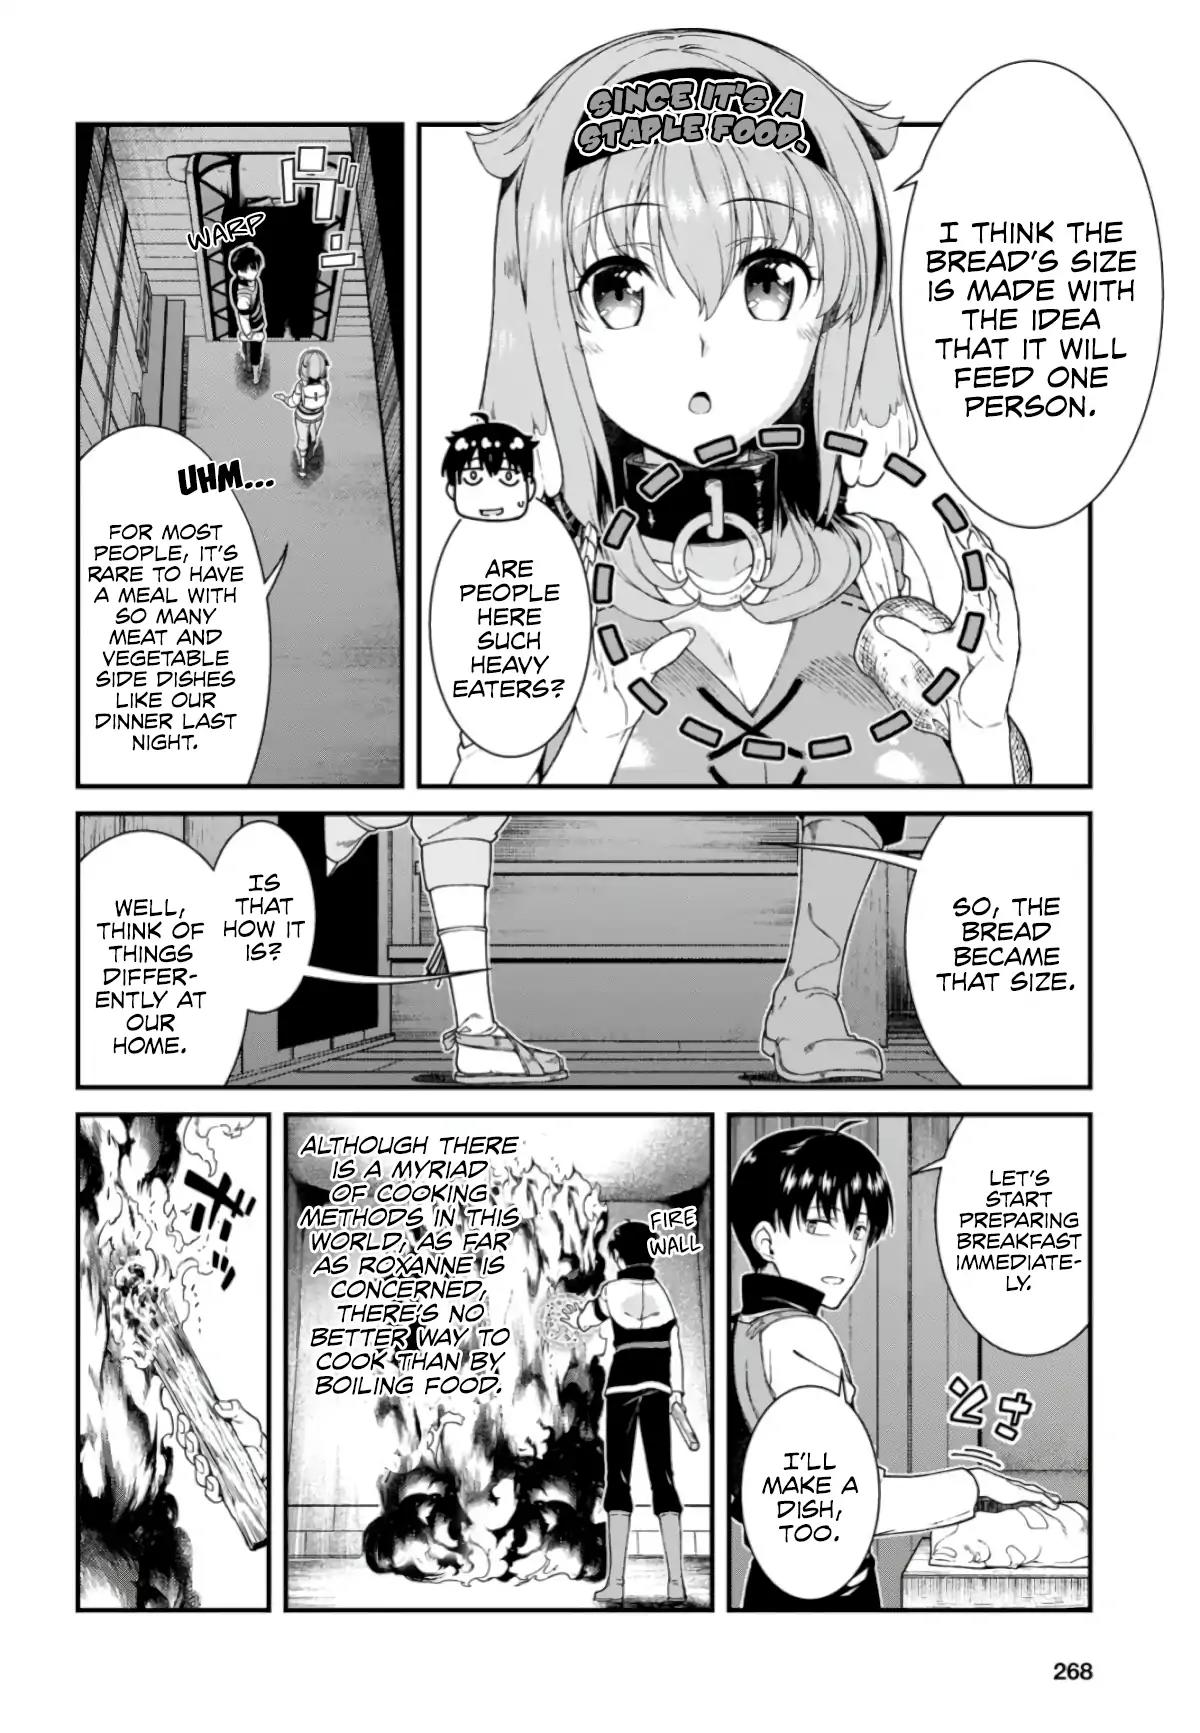 SINCE IT'S A
STAPLE FOOD.
I THINK THE
BREAD'S SIZE
IS MADE WITH
THE IDEA
THAT IT WILL
FEED ONE
PERSON.
ARE
PEOPLE
HERE
SUCH
HEAVY
EATERS?
ドロ
WARP
UHM...
FOR MOST
PEOPLE, IT'S
RARE TO HAVE
A MEAL WITH
SO MANY
MEAT AND
VEGETABLE
SIDE DISHES
LIKE OUR
DINNER LAST
NIGHT.
SO, THE
BREAD
BECAME
THAT SIZE.
IS
THAT
HOW IT
IS?
WELL,
THINK OF
THINGS
DIFFER-
ENTLY AT
OUR
HOME.
LET'S
START
PREPARING
BREAKFAST
IMMEDIATE-
LY.
I'LL
MAKE A
DISH,
TOO.
ALTHOUGH THERE
IS A MYRIAD
OF COOKING
METHODS IN THIS
WORLD, AS FAR
AS ROXANNE IS
CONCERNED,
THERE'S NO
BETTER WAY TO
COOK THAN BY
BOILING FOOD.
FIRE
WALL
268